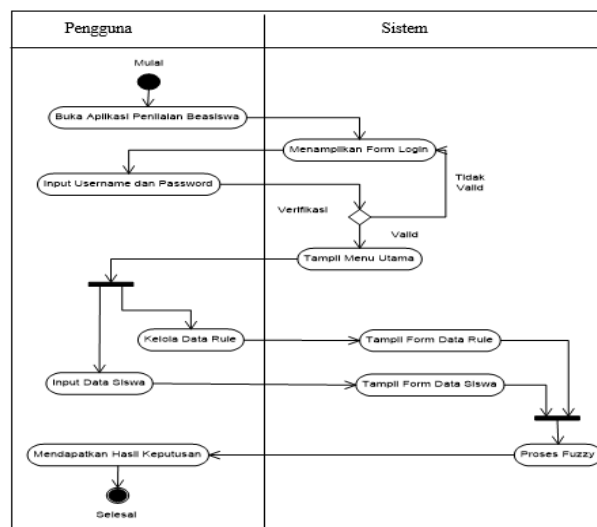 Pengguna
Sistem
Mulai
Buka Aplikasi Penilaian Beasiswa
Menampilkan Form Login
Input Username dan Password
Tidak
Valid
Verifikasi
Valid
Tampil Menu Utama
Kelola Data Rule
Tampil Form Data Rule
Input Data Siswa
Tampil Form Data Siswa
Mendapatkan Hasil Keputusan
Proses Fuzzy
Selesai